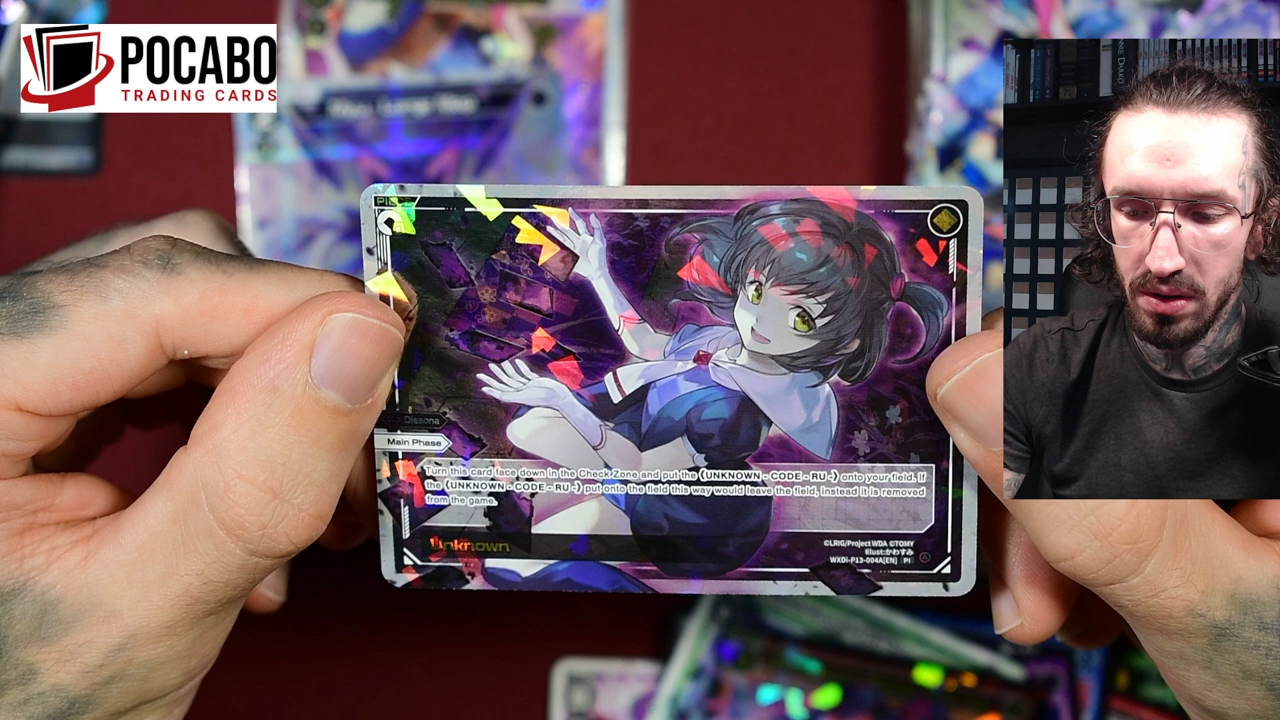 POCABO
TRADING CARDS
Dissona
Main Phase
Turn this card face down in the Check Zone and put the《UNKNOWN - CODE - RU -》onto your field. If
the《UNKNOWN - CODE - RU -》put onto the field this way would leave the field, instead it is removed
from the game.
Unknown
©LRIG/Project WDA ©TOMY
Illust:かわすみ
WXDi-P13-004A[EN] PI